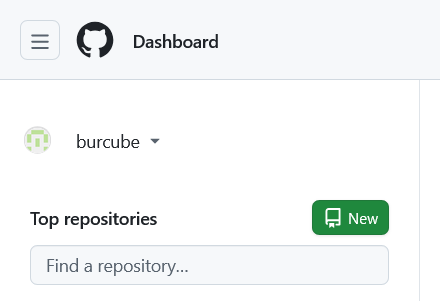 Dashboard
burcube
Top repositories
New
Find a repository...